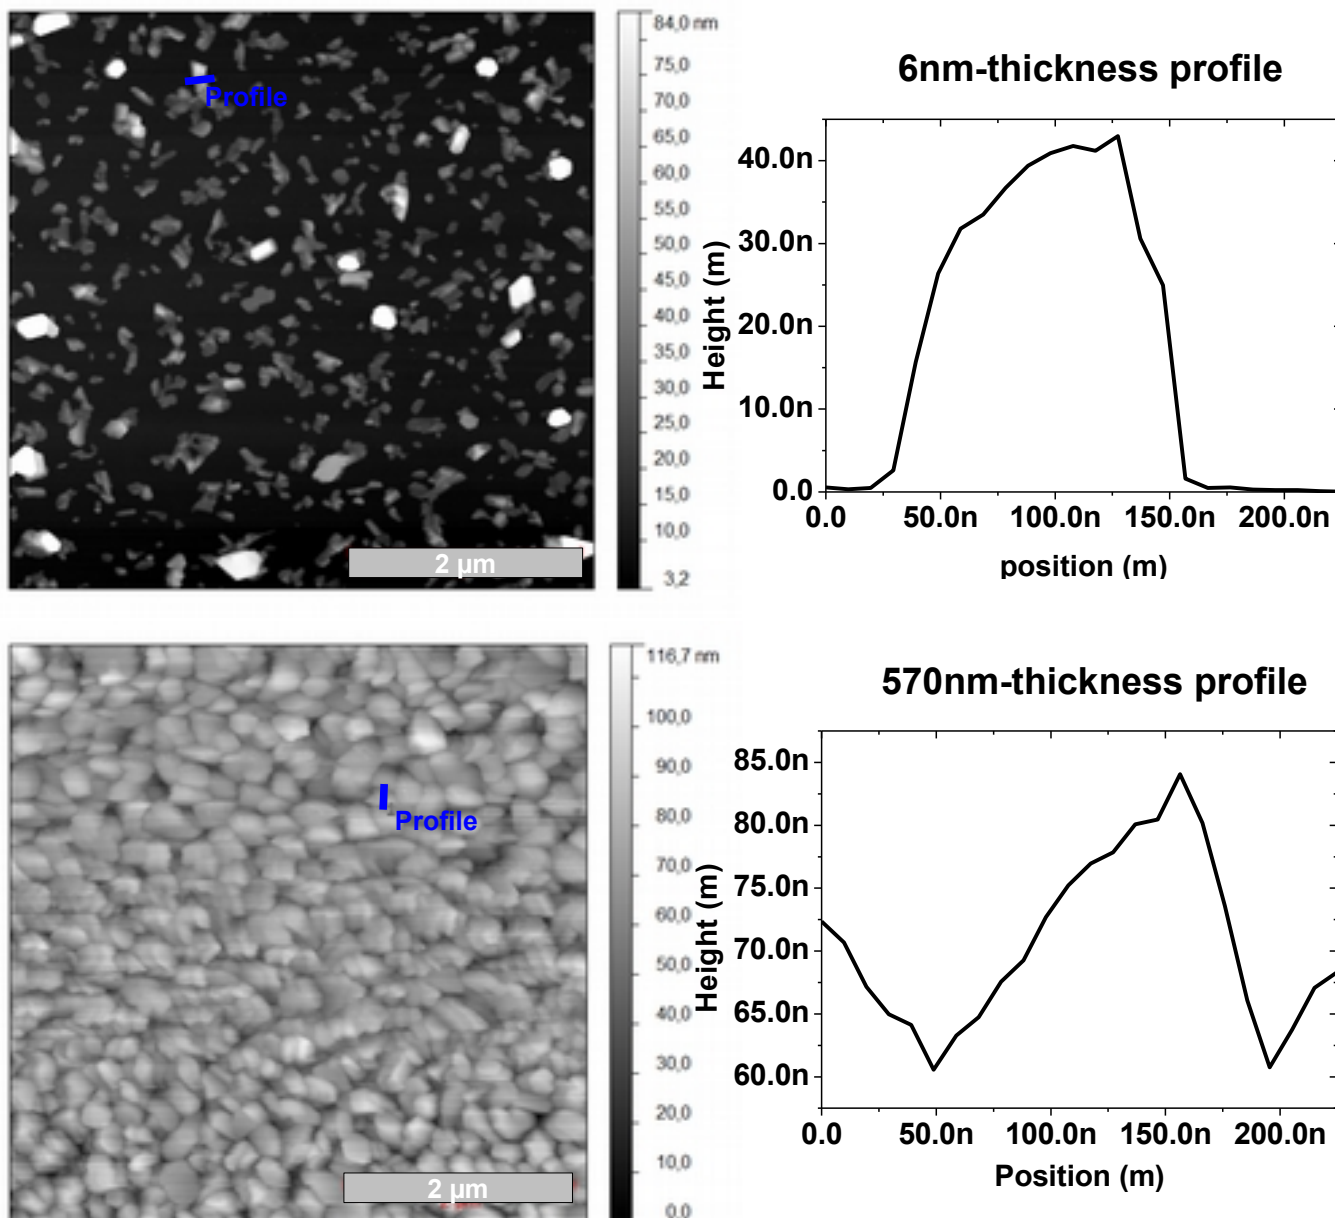 84,0 nm
75,0
70,0
65,0
60,0
55,0
50,0
45,0
40,0
35,0
30,0
25,0
20,0
15,0
10,0
3,2
Profile
2 µm
6nm-thickness profile
Height (m)
40.0n
30.0n
20.0n
10.0n
0.0
0.0 50.0n 100.0n 150.0n 200.0n
position (m)
116,7 nm
100,0
90,0
80,0
70,0
60,0
50,0
40,0
30,0
20,0
10,0
0,0
Profile
2 µm
570nm-thickness profile
Height (m)
85.0n
80.0n
75.0n
70.0n
65.0n
60.0n
0.0 50.0n 100.0n 150.0n 200.0n
Position (m)